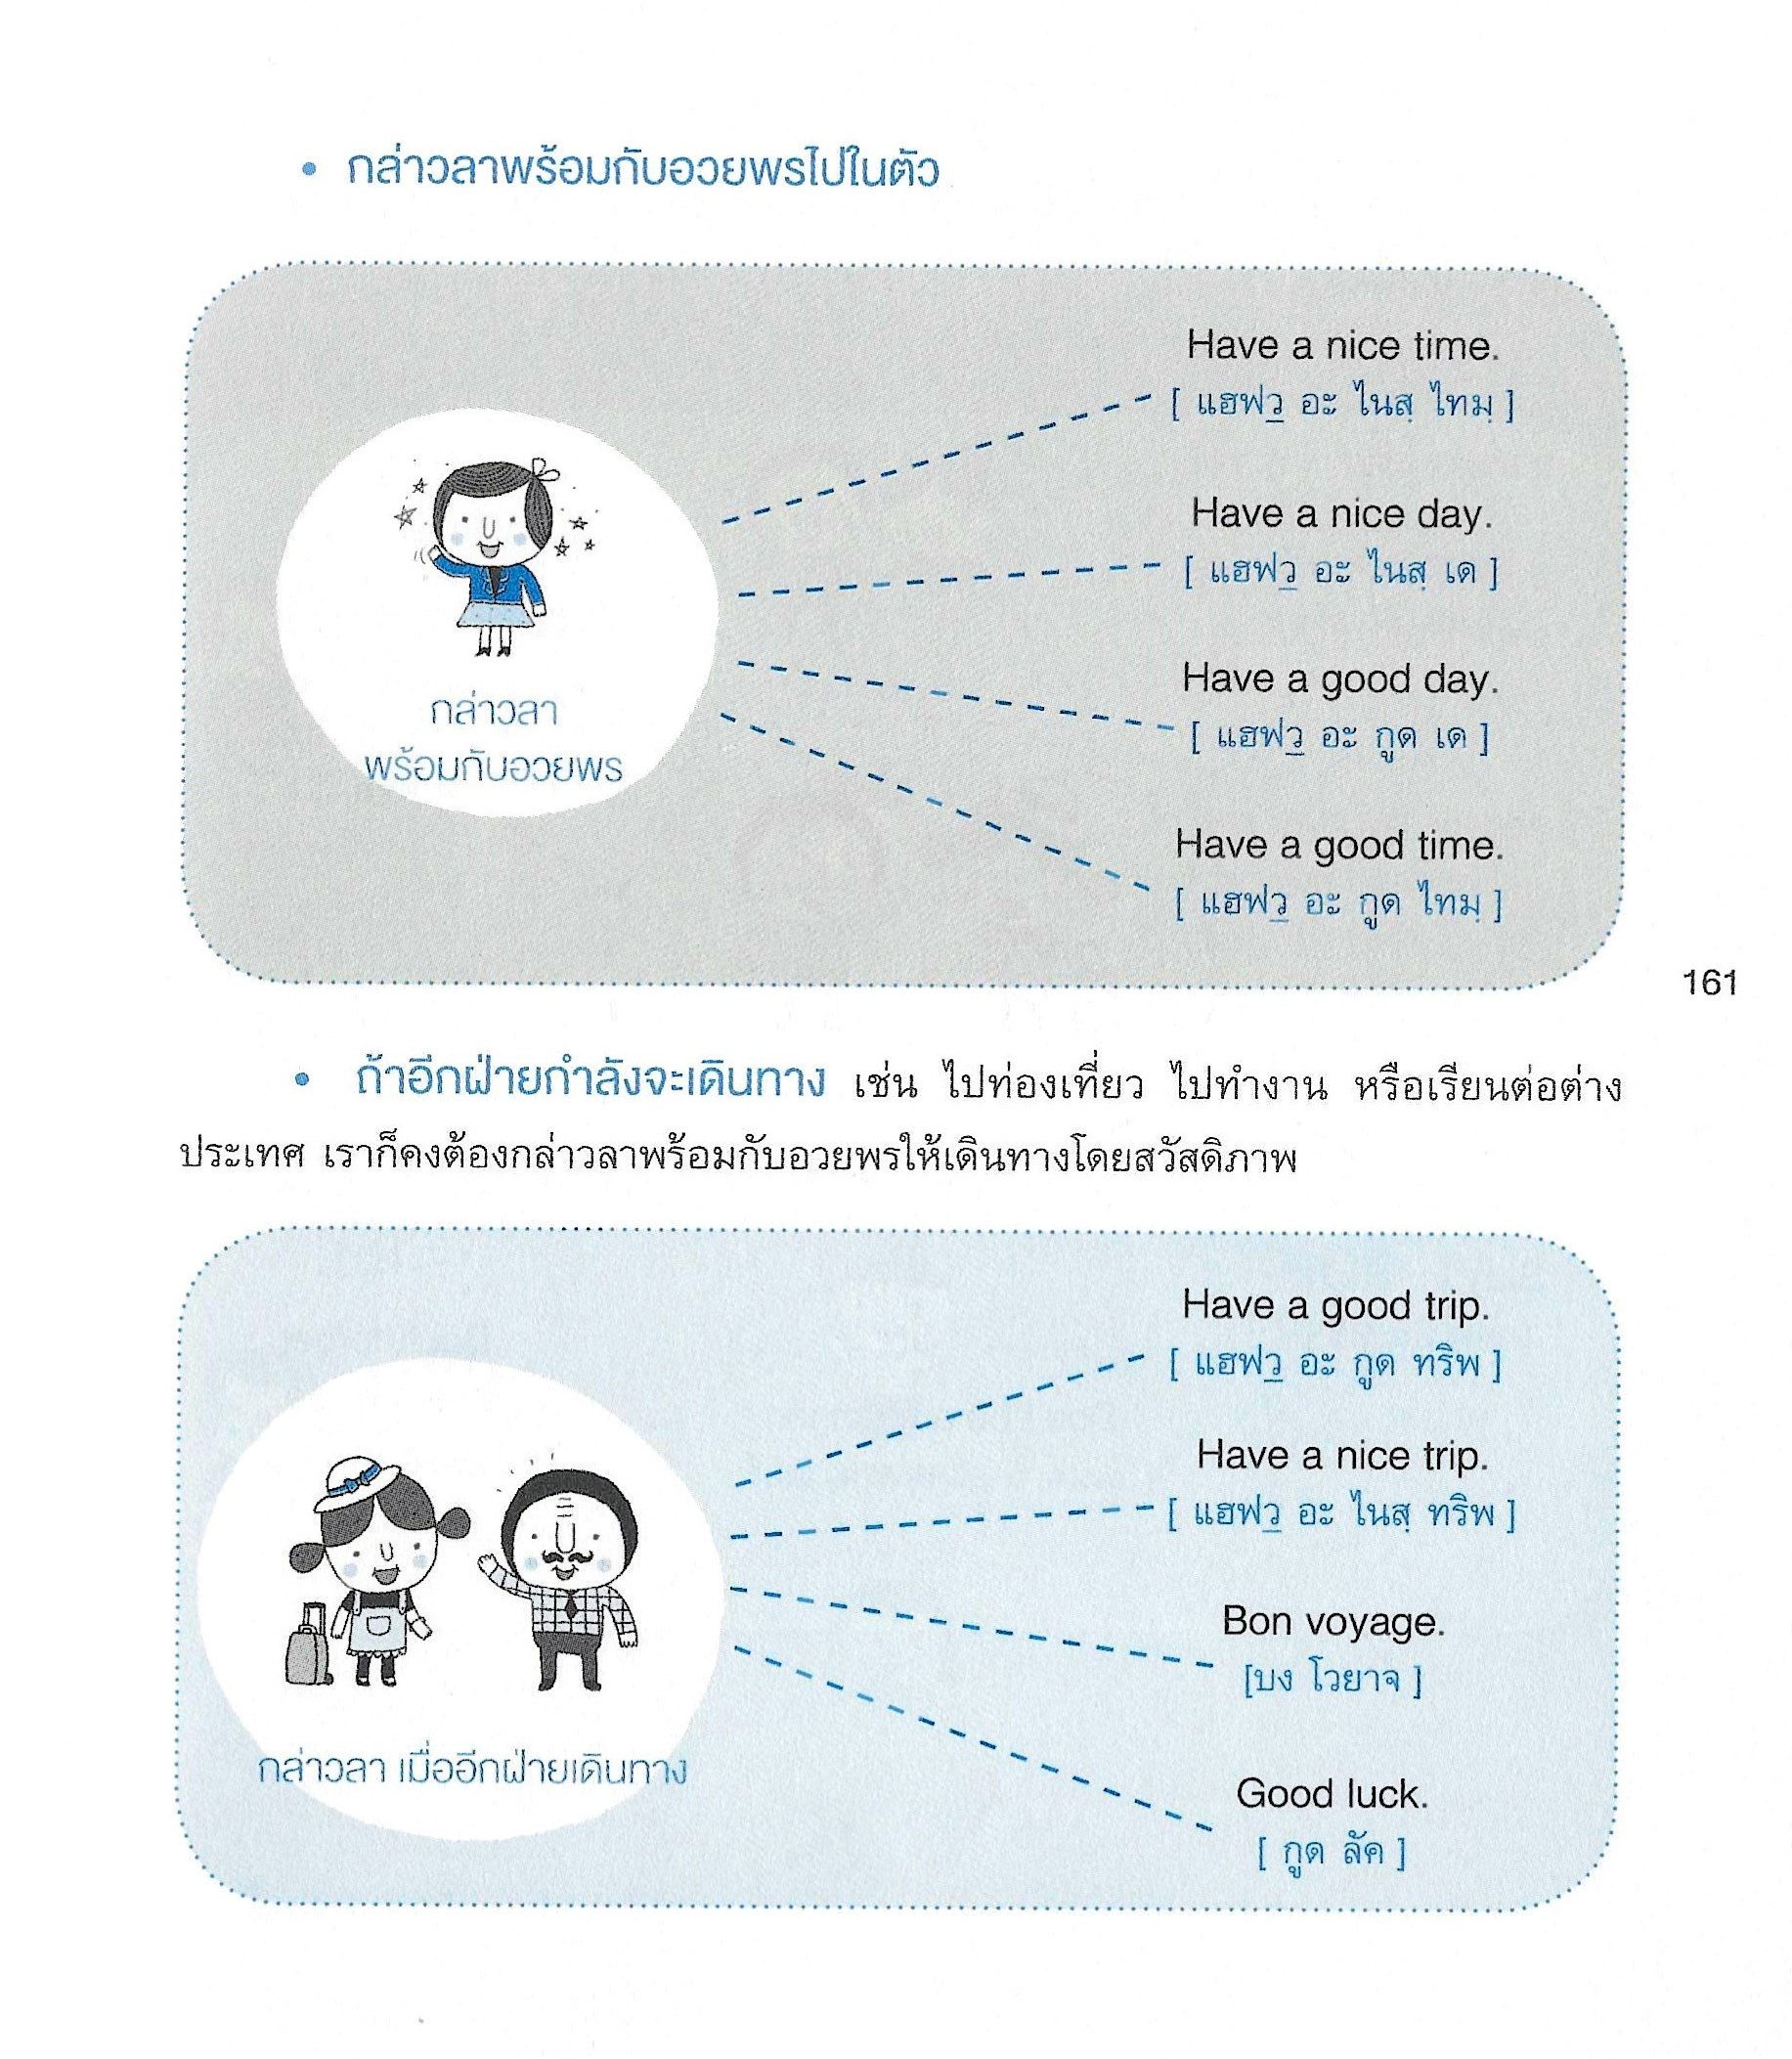 • กล่าวลาพร้อมกับอวยพรไปในตัว
Have a nice time.
[ แฮฟวฺ อะ ไนสฺ ไทมฺ ]
Have a nice day.
[ แฮฟวฺ อะ ไนสฺ เด ]
Have a good day.
[ แฮฟวฺ อะ กูด เด ]
Have a good time.
[ แฮฟวฺ อะ กูด ไทมฺ ]
กล่าวลา
พร้อมกับอวยพร
161
• ถ้าอีกฝ่ายกำลังจะเดินทาง เช่น ไปท่องเที่ยว ไปทำงาน หรือเรียนต่อต่าง
ประเทศ เราก็คงต้องกล่าวลาพร้อมกับอวยพรให้เดินทางโดยสวัสดิภาพ
Have a good trip.
[ แฮฟวฺ อะ กูด ทริพ ]
Have a nice trip.
[ แฮฟวฺ อะ ไนสฺ ทริพ ]
Bon voyage.
[บง โวยาจ ]
Good luck.
[ กูด ลัค ]
กล่าวลา เมื่ออีกฝ่ายเดินทาง